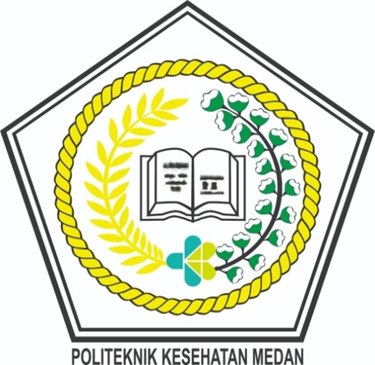 POLITEKNIK KESEHATAN MEDAN